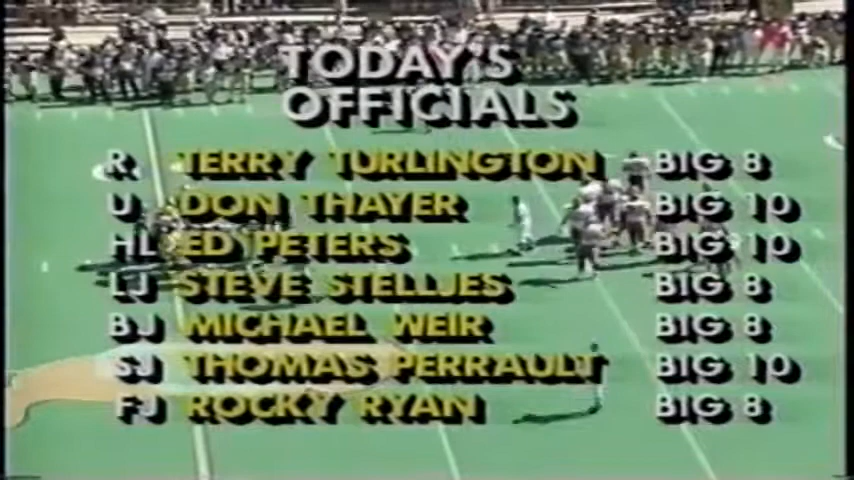 TODAY'S
OFFICIALS
R TERRY TURLINGTON BIG 8
U DON THAYER BIG 10
HL ED PETERS BIG 10
LJ STEVE STELLJES BIG 8
BJ MICHAEL WEIR BIG 8
SJ THOMAS PERRAULT BIG 10
FJ ROCKY RYAN BIG 8